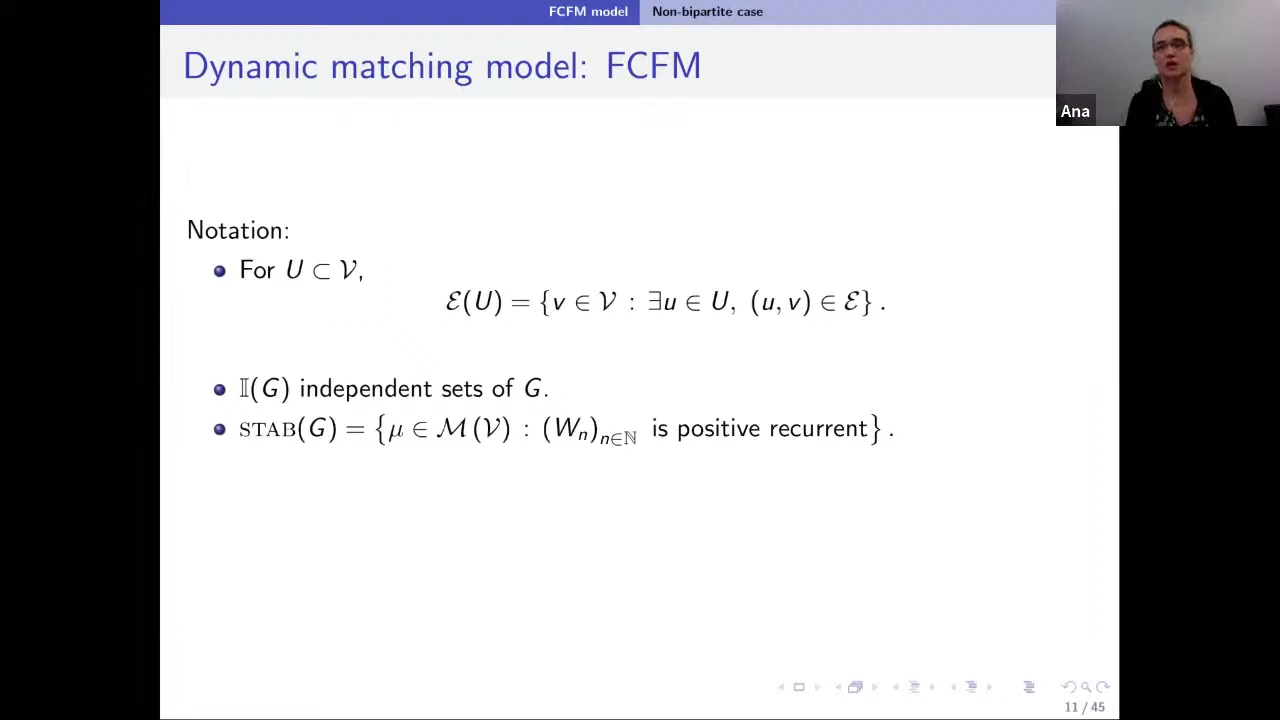 FCFM model Non-bipartite case
Dynamic matching model: FCFM
Ana
Notation:
For U ⊂ 𝒱,
ℰ(U) = {v ∈ 𝒱 : ∃u ∈ U, (u, v) ∈ ℰ} .
𝕀(G) independent sets of G.
STAB(G) = {μ ∈ ℳ(𝒱) : (Wₙ)ₙ∈ℕ is positive recurrent} .
11 / 45